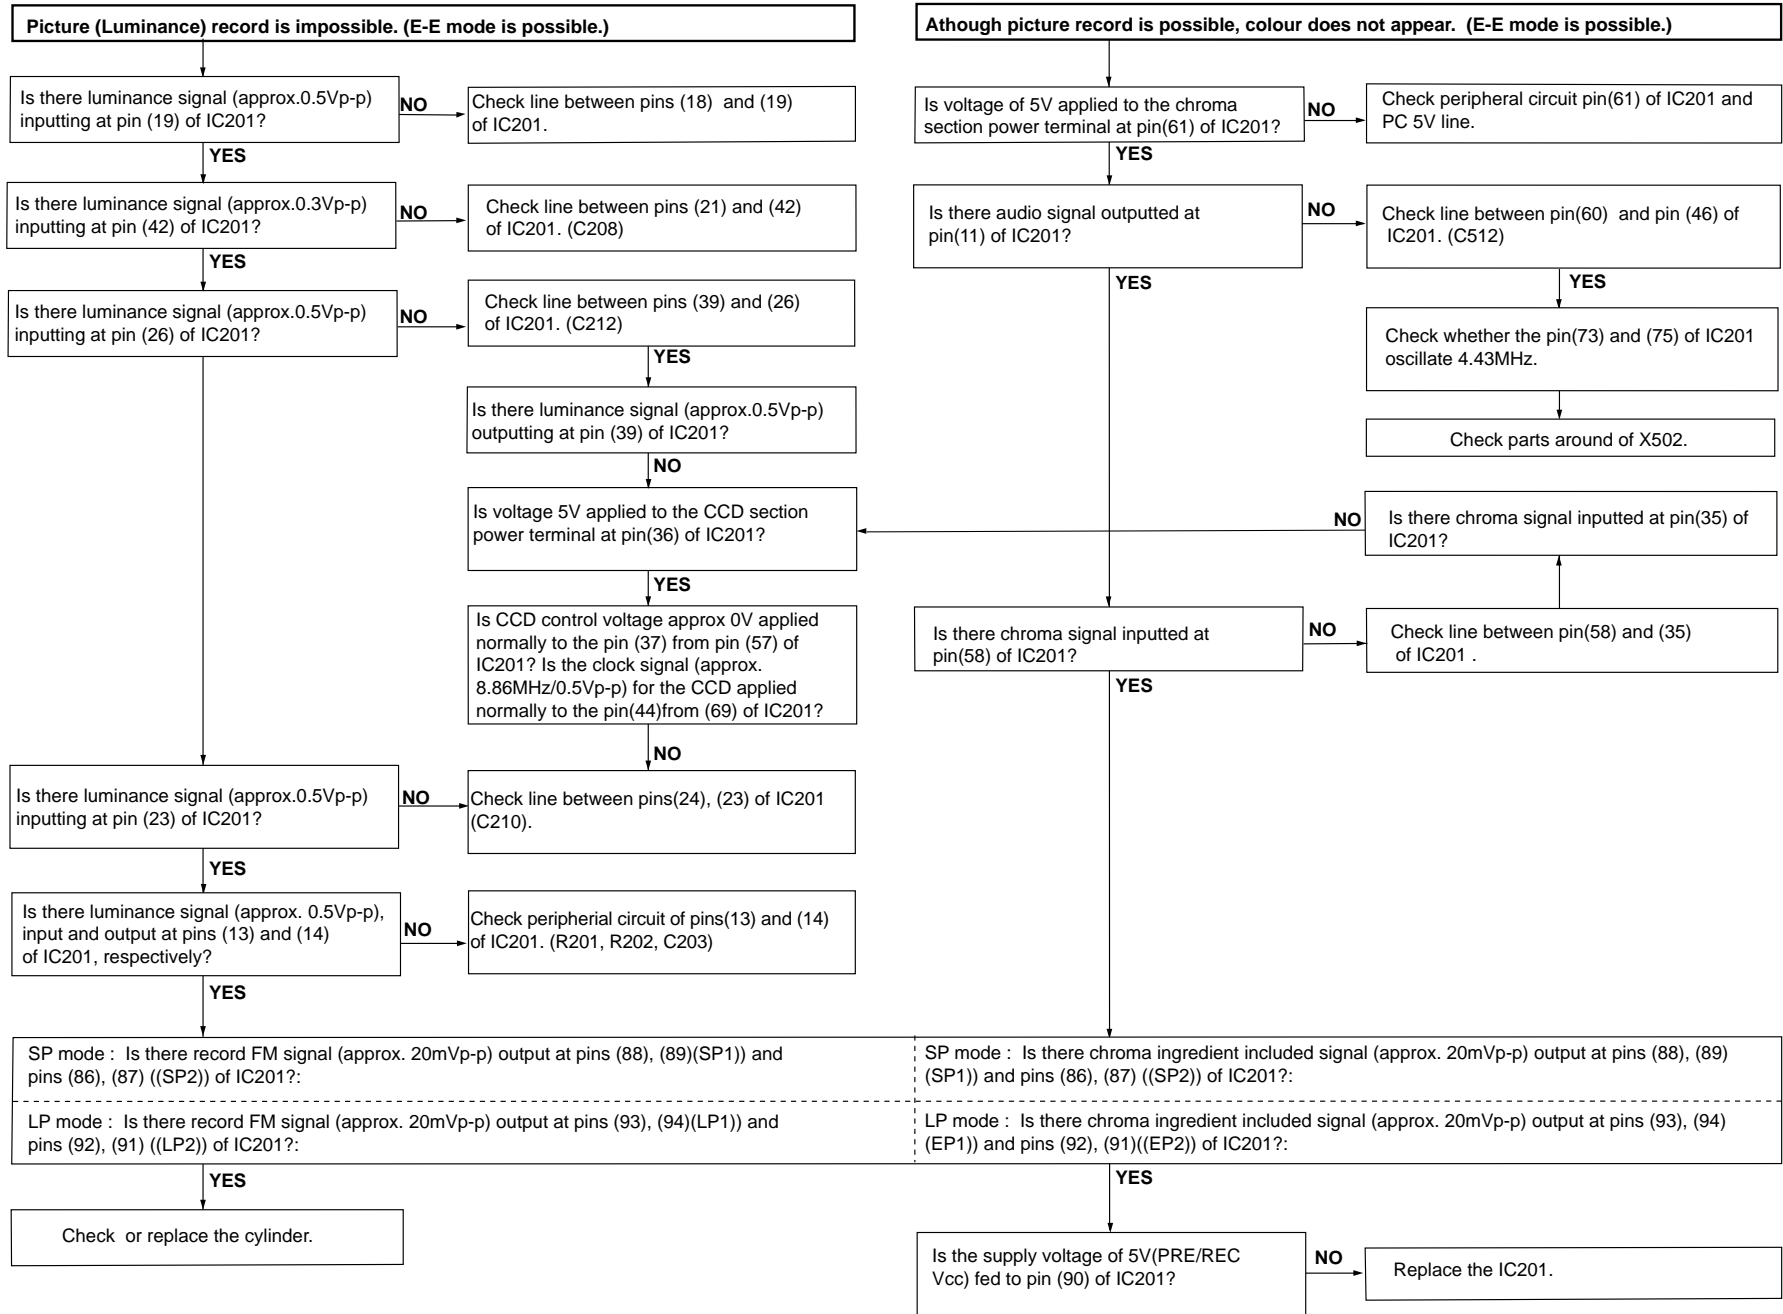 Picture (Luminance) record is impossible. (E-E mode is possible.)
Is there luminance signal (approx.0.5Vp-p)
inputting at pin (19) of IC201?
NO
Check line between pins (18) and (19)
of IC201.
YES
Is there luminance signal (approx.0.3Vp-p)
inputting at pin (42) of IC201?
NO
Check line between pins (21) and (42)
of IC201. (C208)
YES
Is there luminance signal (approx.0.5Vp-p)
inputting at pin (26) of IC201?
NO
Check line between pins (39) and (26)
of IC201. (C212)
YES
Is there luminance signal (approx.0.5Vp-p)
outputting at pin (39) of IC201?
NO
Is voltage 5V applied to the CCD section
power terminal at pin(36) of IC201?
YES
Is CCD control voltage approx 0V applied
normally to the pin (37) from pin (57) of
IC201? Is the clock signal (approx.
8.86MHz/0.5Vp-p) for the CCD applied
normally to the pin(44)from (69) of IC201?
NO
Is there luminance signal (approx.0.5Vp-p)
inputting at pin (23) of IC201?
NO
Check line between pins(24), (23) of IC201
(C210).
YES
Is there luminance signal (approx. 0.5Vp-p),
input and output at pins (13) and (14)
of IC201, respectively?
NO
Check peripherial circuit of pins(13) and (14)
of IC201. (R201, R202, C203)
YES
SP mode : Is there record FM signal (approx. 20mVp-p) output at pins (88), (89)(SP1)) and
pins (86), (87) ((SP2)) of IC201?:
LP mode : Is there record FM signal (approx. 20mVp-p) output at pins (93), (94)(LP1)) and
pins (92), (91) ((LP2)) of IC201?:
YES
Check or replace the cylinder.
Athough picture record is possible, colour does not appear. (E-E mode is possible.)
Is voltage of 5V applied to the chroma
section power terminal at pin(61) of IC201?
NO
Check peripheral circuit pin(61) of IC201 and
PC 5V line.
YES
Is there audio signal outputted at
pin(11) of IC201?
NO
Check line between pin(60) and pin (46) of
IC201. (C512)
YES
Check whether the pin(73) and (75) of IC201
oscillate 4.43MHz.
Check parts around of X502.
YES
NO
Is there chroma signal inputted at pin(35) of
IC201?
Is there chroma signal inputted at
pin(58) of IC201?
NO
Check line between pin(58) and (35)
of IC201 .
YES
SP mode : Is there chroma ingredient included signal (approx. 20mVp-p) output at pins (88), (89)
(SP1)) and pins (86), (87) ((SP2)) of IC201?:
LP mode : Is there chroma ingredient included signal (approx. 20mVp-p) output at pins (93), (94)
(EP1)) and pins (92), (91)((EP2)) of IC201?:
YES
Is the supply voltage of 5V(PRE/REC
Vcc) fed to pin (90) of IC201?
NO
Replace the IC201.